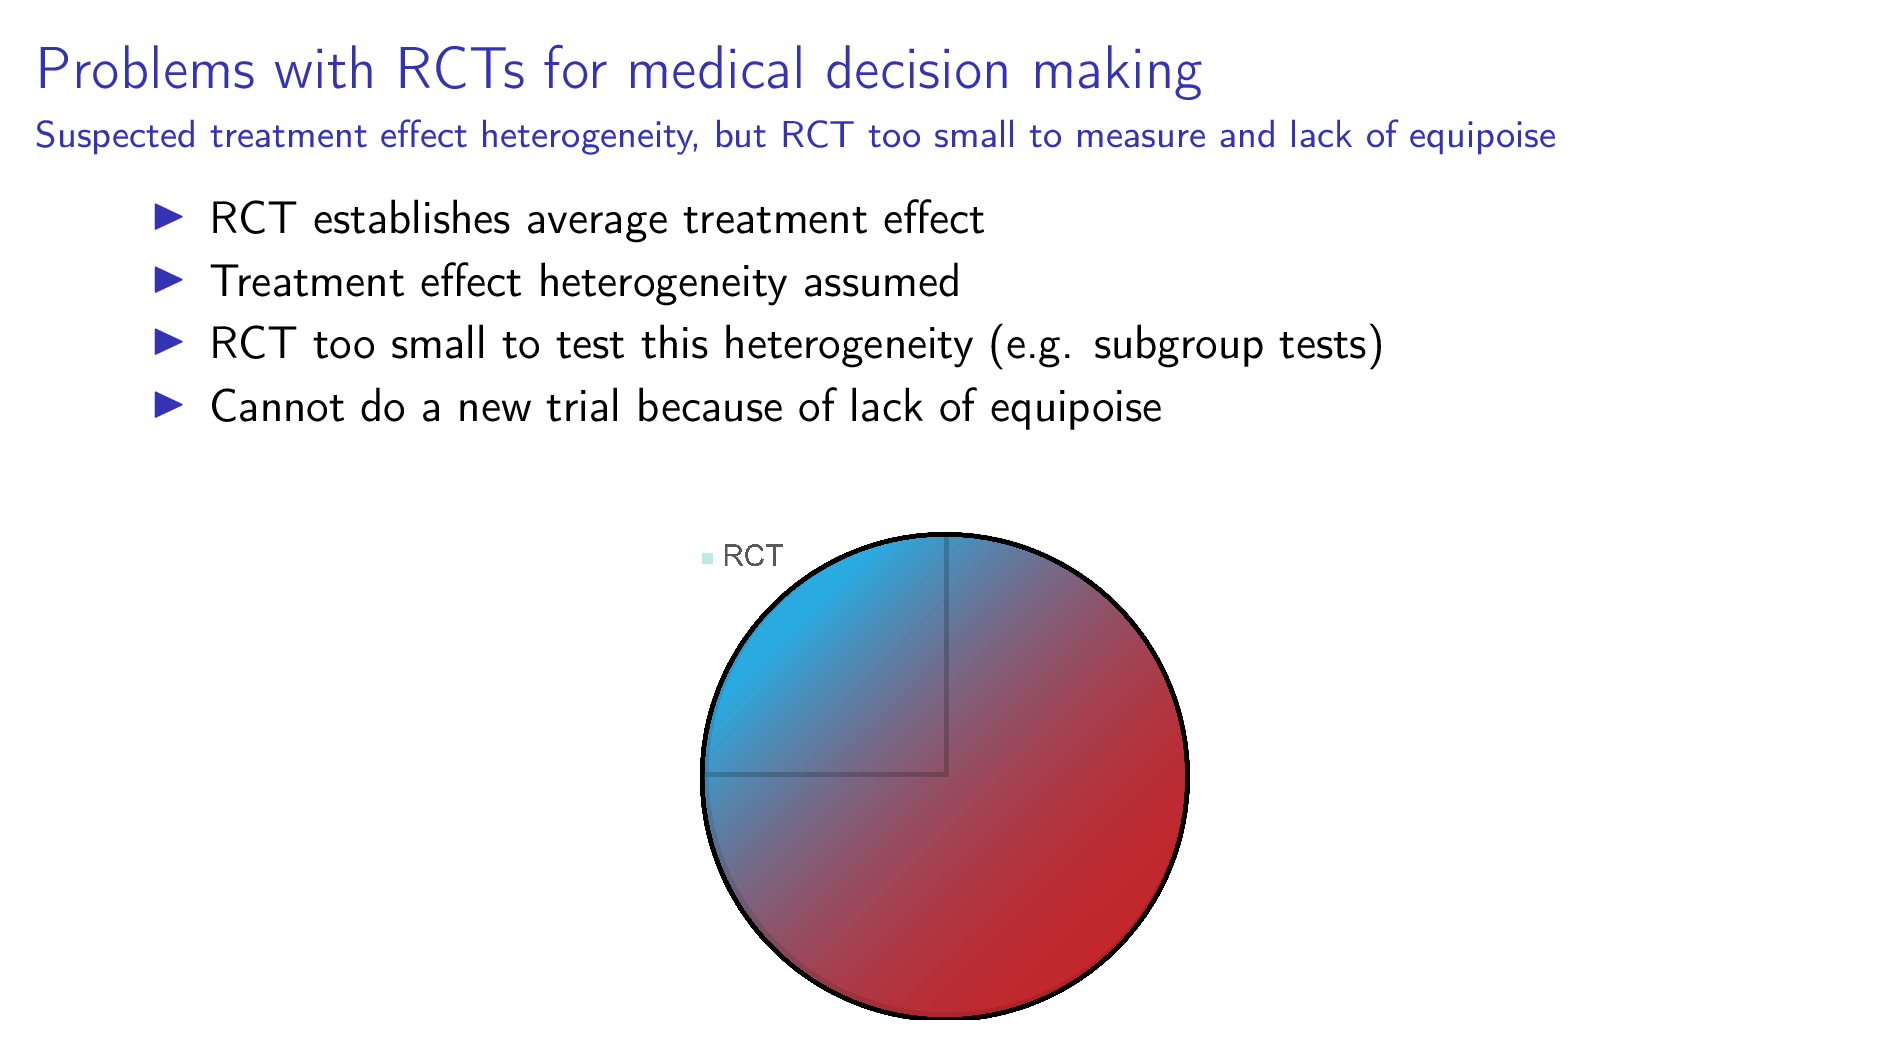 Problems with RCTs for medical decision making
Suspected treatment effect heterogeneity, but RCT too small to measure and lack of equipoise
RCT establishes average treatment effect
Treatment effect heterogeneity assumed
RCT too small to test this heterogeneity (e.g. subgroup tests)
Cannot do a new trial because of lack of equipoise
RCT